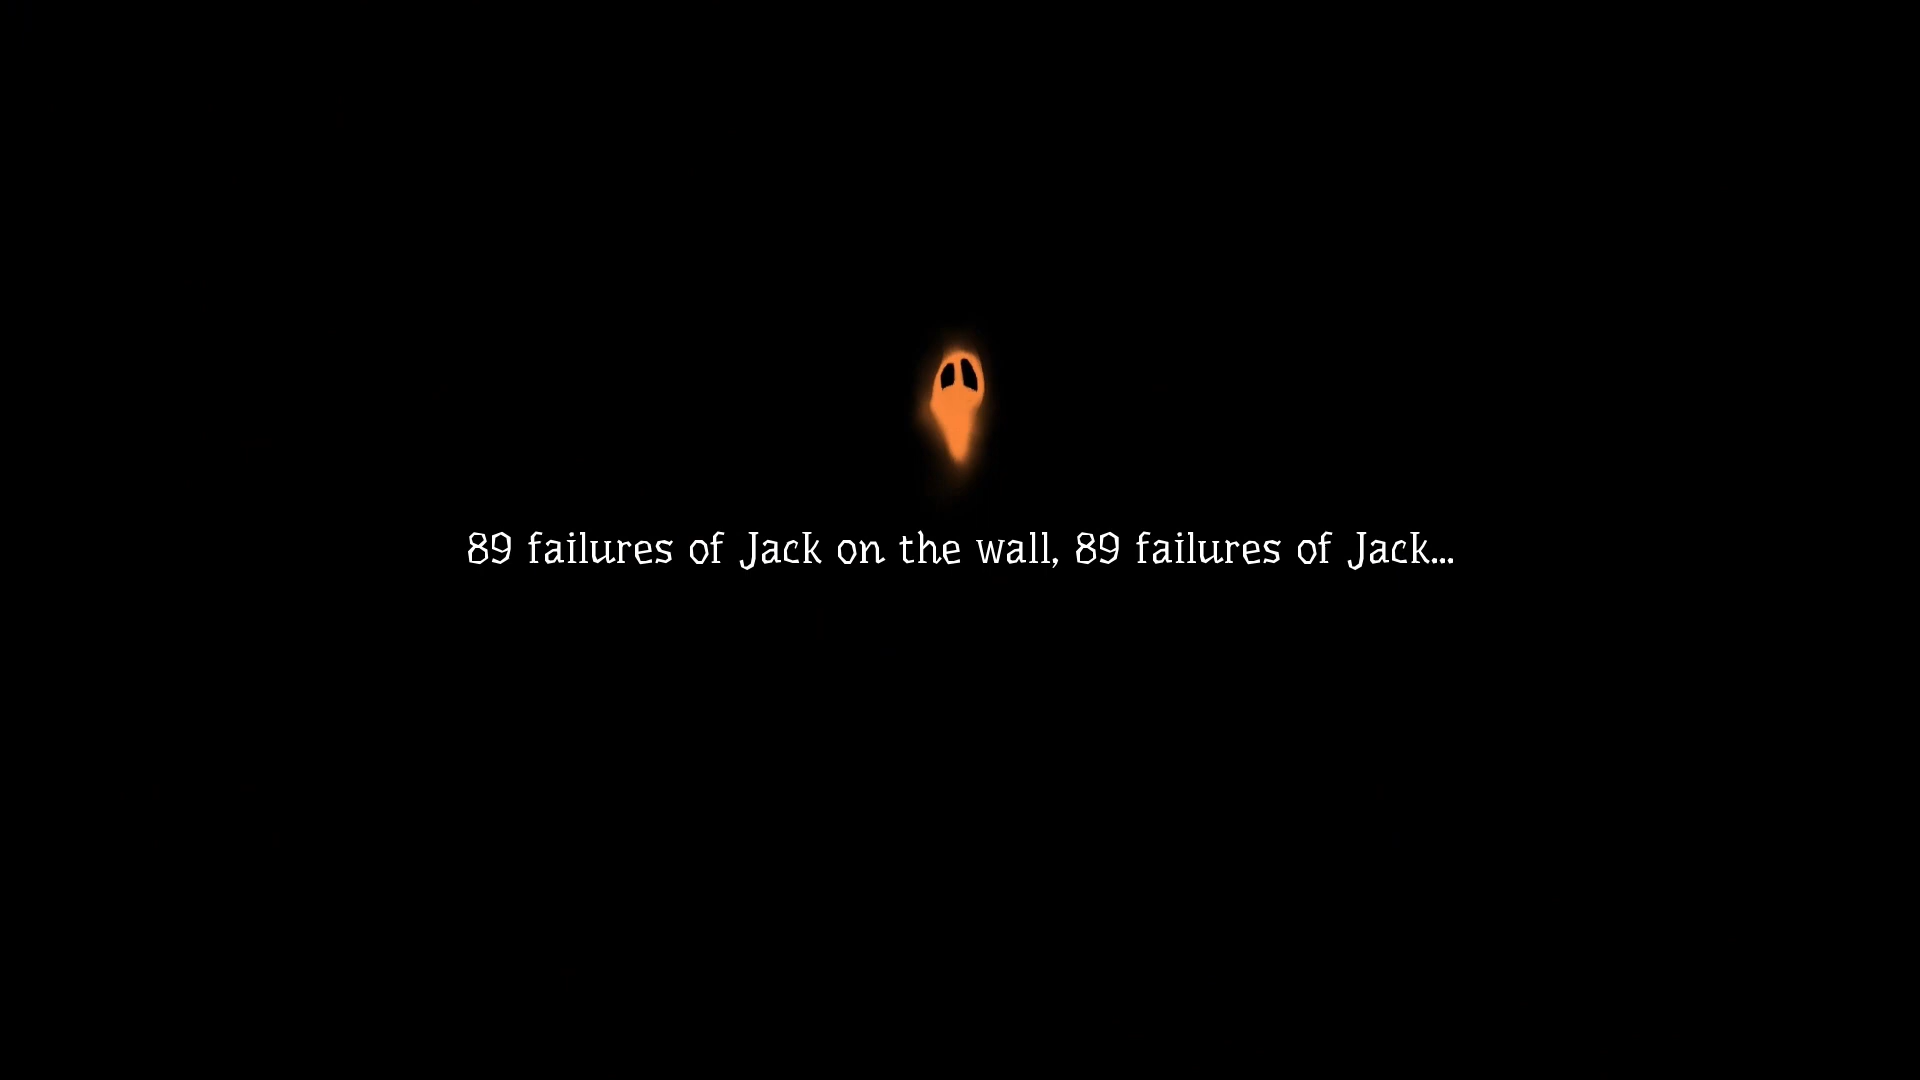 89 failures of Jack on the wall, 89 failures of Jack...